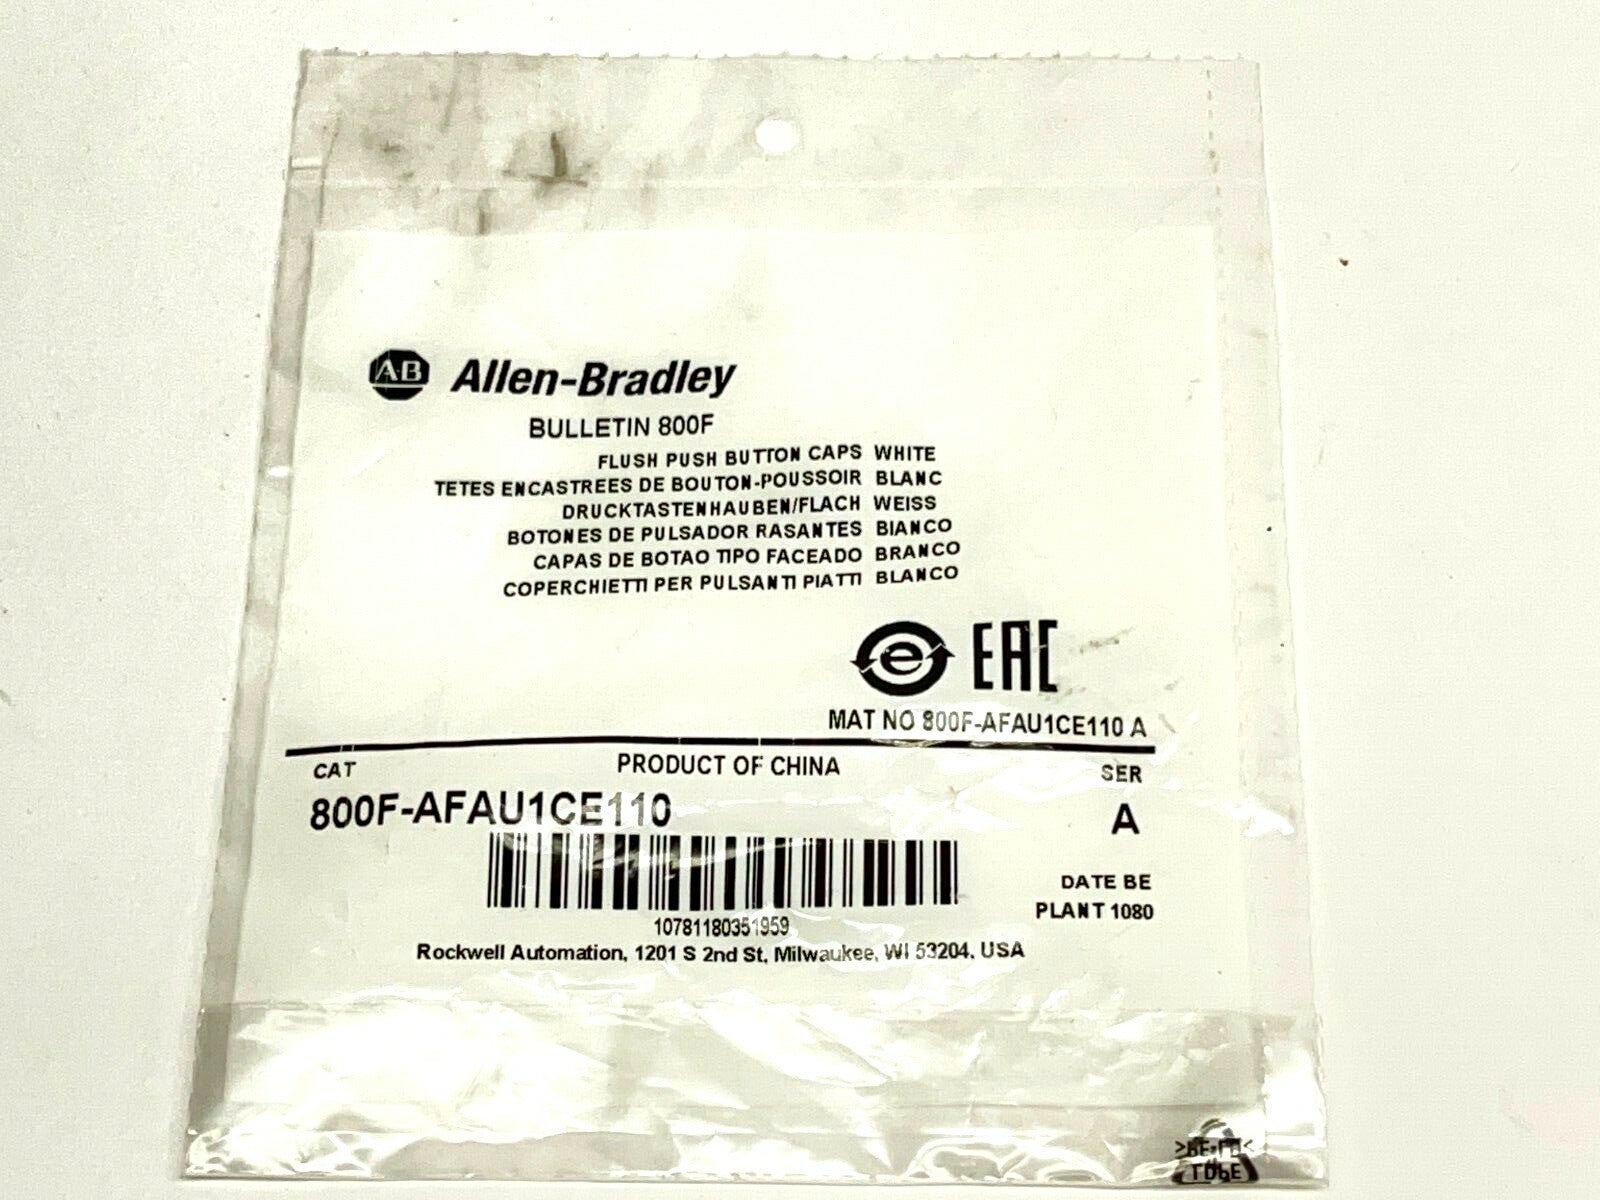 AB Allen-Bradley
BULLETIN 800F
FLUSH PUSH BUTTON CAPS WHITE
TETES ENCASTREES DE BOUTON-POUSSOIR BLANC
DRUCKTASTENHAUBEN/FLACH WEISS
BOTONES DE PULSADOR RASANTES BIANCO
CAPAS DE BOTAO TIPO FACEADO BRANCO
COPERCHIETTI PER PULSANTI PIATTI BLANCO
e EAC
MAT NO 800F-AFAU1CE110 A
CAT PRODUCT OF CHINA SER
800F-AFAU1CE110 A
DATE BE
PLANT 1080
10781180351959
Rockwell Automation, 1201 S 2nd St, Milwaukee, WI 53204, USA